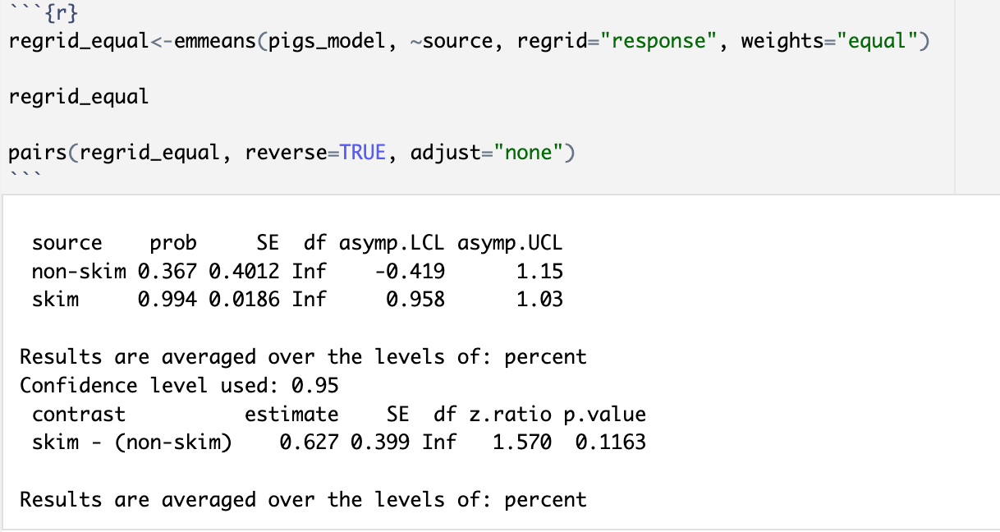 ```{r}
regrid_equal<-emmeans(pigs_model, ~source, regrid="response", weights="equal")
regrid_equal
pairs(regrid_equal, reverse=TRUE, adjust="none")
```
source prob SE df asymp.LCL asymp.UCL
non-skim 0.367 0.4012 Inf -0.419 1.15
skim 0.994 0.0186 Inf 0.958 1.03
Results are averaged over the levels of: percent
Confidence level used: 0.95
contrast estimate SE df z.ratio p.value
skim - (non-skim) 0.627 0.399 Inf 1.570 0.1163
Results are averaged over the levels of: percent